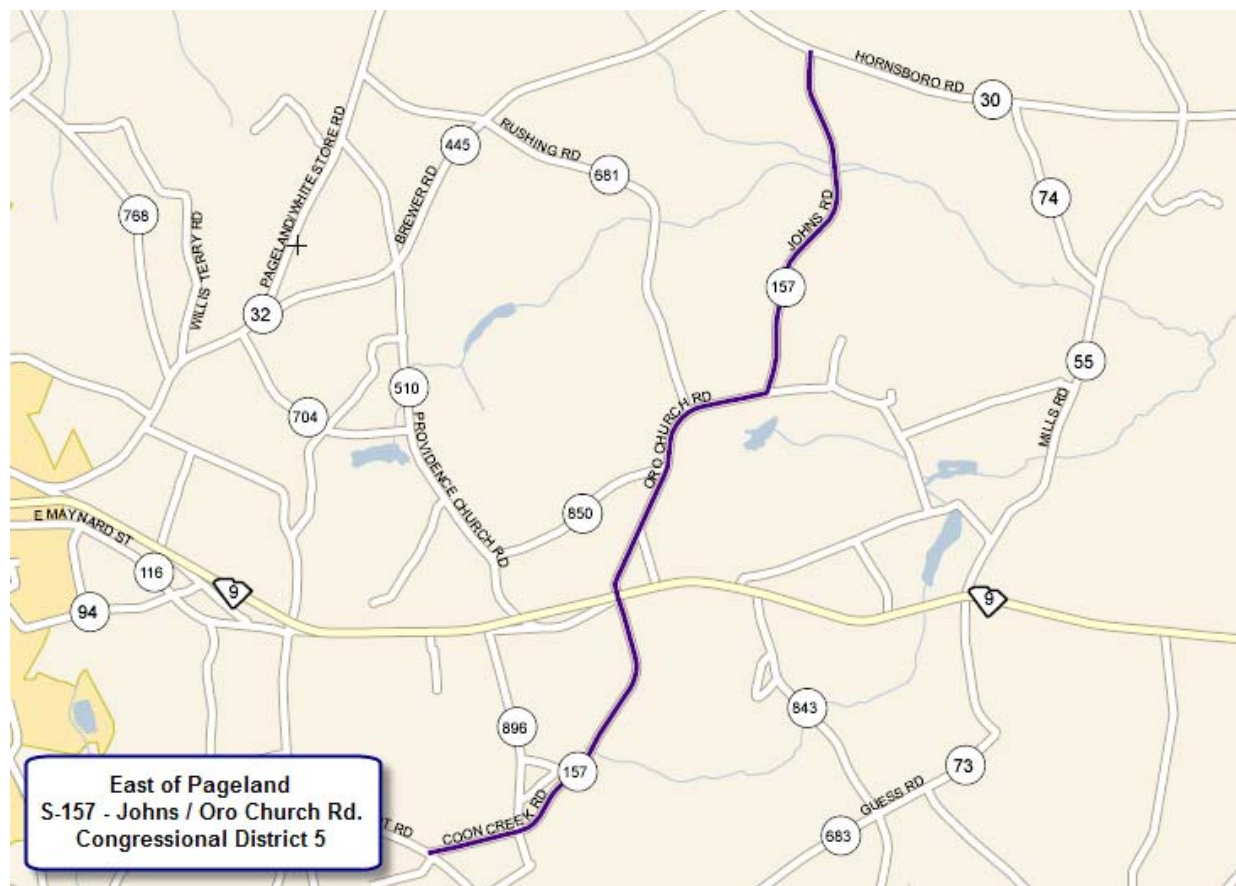 HORNSBORO RD
30
RUSHING RD
445
681
PAGELAND/WHITE STORE RD
BREWER RD
74
768
WILLIS TERRY RD
JOHNS RD
157
32
55
510
704
ORO CHURCH RD
MILLS RD
PROVIDENCE CHURCH RD
850
E MAYNARD ST
116
9
9
94
896
843
157
73
GUESS RD
683
COON CREEK RD
RD
East of Pageland
S-157 - Johns / Oro Church Rd.
Congressional District 5